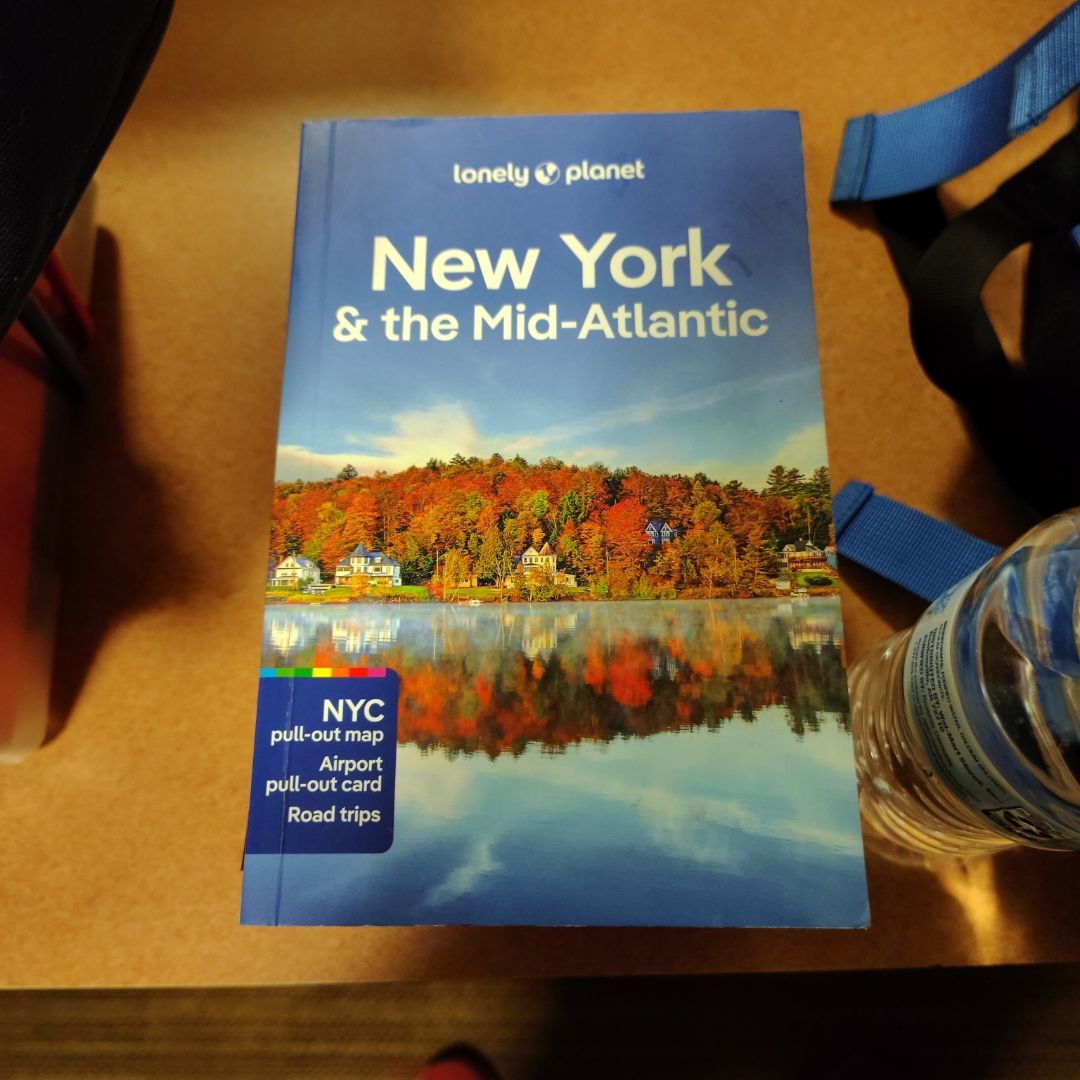 lonely planet
New York
& the Mid-Atlantic
NYC
pull-out map
Airport
pull-out card
Road trips